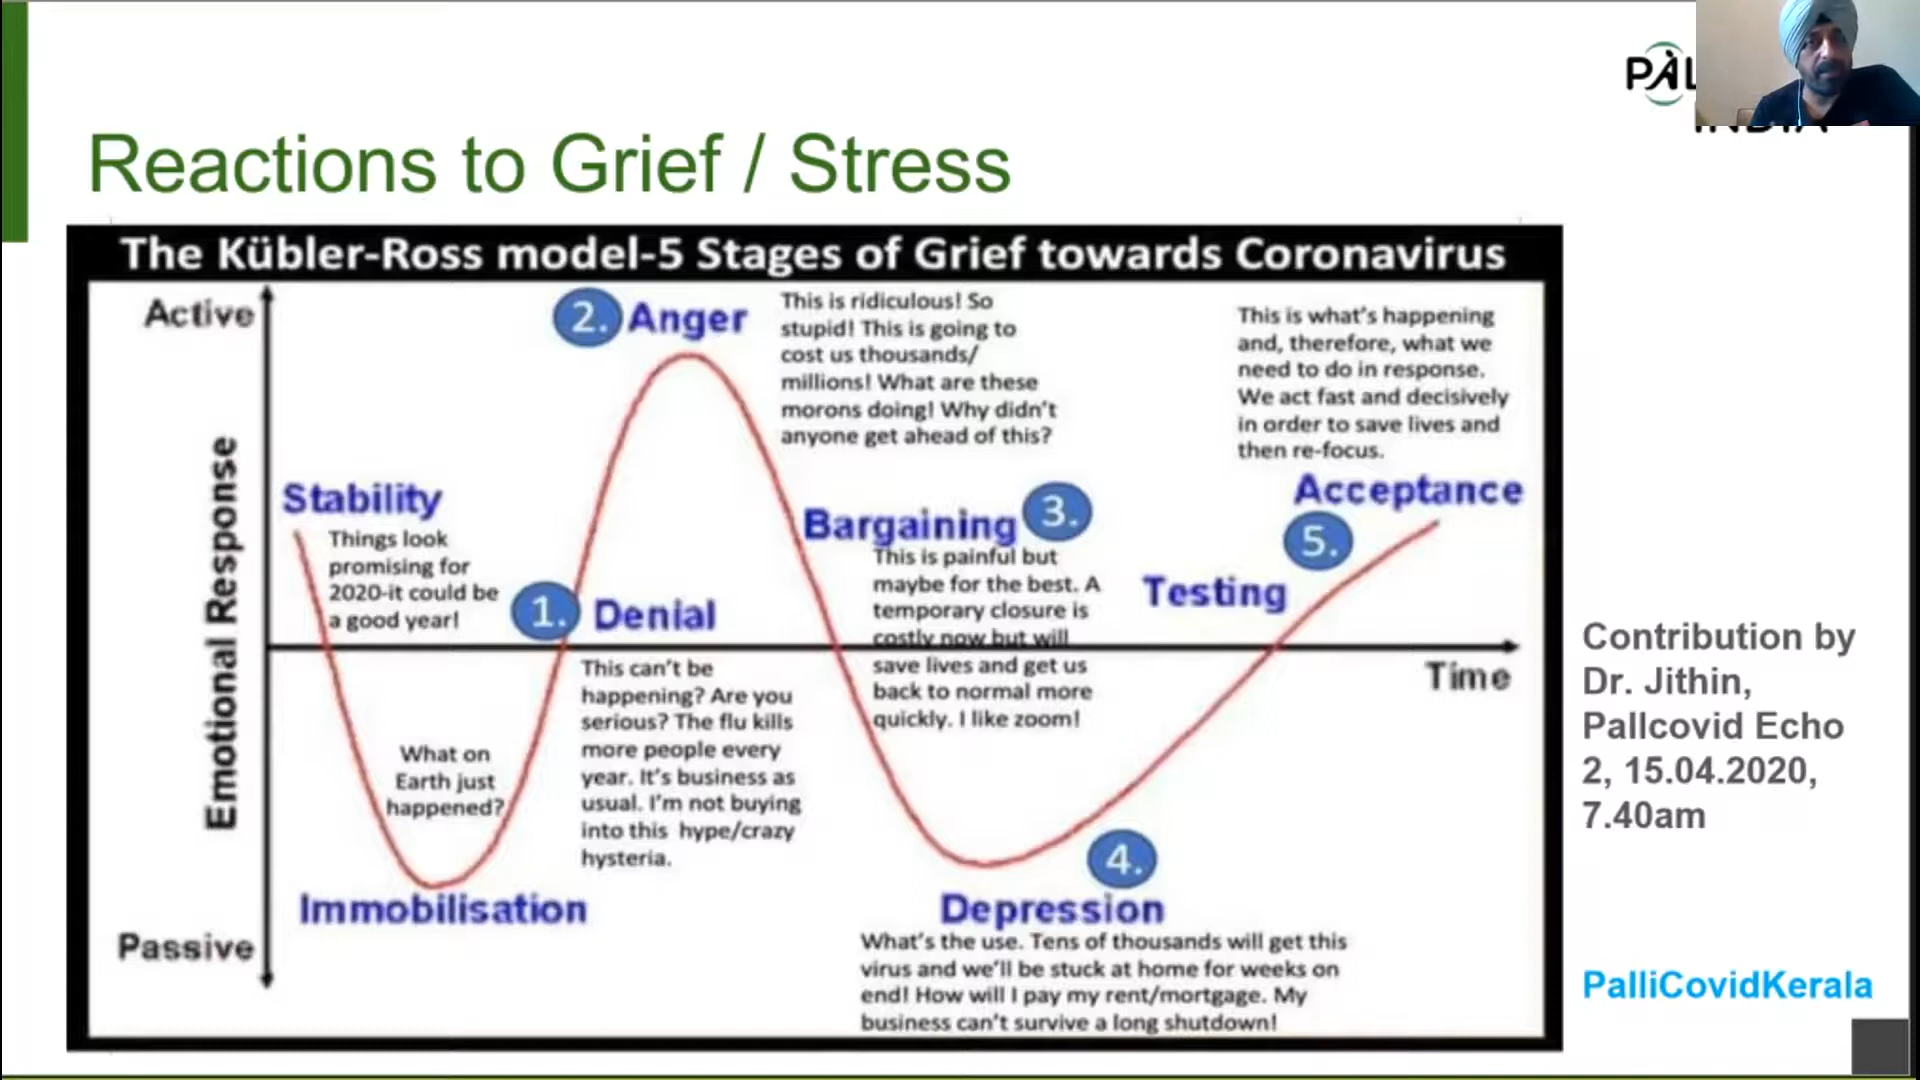 PAL
INDIA
Reactions to Grief / Stress
The Kübler-Ross model-5 Stages of Grief towards Coronavirus
Active
Emotional Response
Passive
Time
Stability
Things look
promising for
2020-it could be
a good year!
What on
Earth just
happened?
Immobilisation
1. Denial
This can't be
happening? Are you
serious? The flu kills
more people every
year. It's business as
usual. I'm not buying
into this hype/crazy
hysteria.
2. Anger
This is ridiculous! So
stupid! This is going to
cost us thousands/
millions! What are these
morons doing! Why didn't
anyone get ahead of this?
Bargaining 3.
This is painful but
maybe for the best. A
temporary closure is
costly now but will
save lives and get us
back to normal more
quickly. I like zoom!
4.
Depression
What's the use. Tens of thousands will get this
virus and we'll be stuck at home for weeks on
end! How will I pay my rent/mortgage. My
business can't survive a long shutdown!
Testing
This is what's happening
and, therefore, what we
need to do in response.
We act fast and decisively
in order to save lives and
then re-focus.
Acceptance
5.
Contribution by
Dr. Jithin,
Pallcovid Echo
2, 15.04.2020,
7.40am
PalliCovidKerala